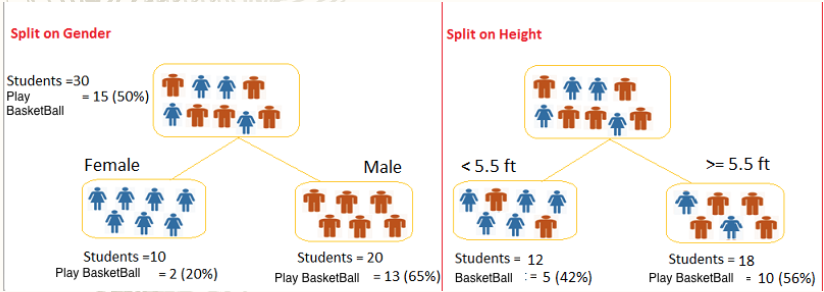 Split on Gender
Students =30
Play
BasketBall
= 15 (50%)
Female
Male
Students =10
Play BasketBall = 2 (20%)
Students = 20
Play BasketBall = 13 (65%)
Split on Height
< 5.5 ft
>= 5.5 ft
Students = 12
BasketBall := 5 (42%)
Students = 18
Play BasketBall = 10 (56%)